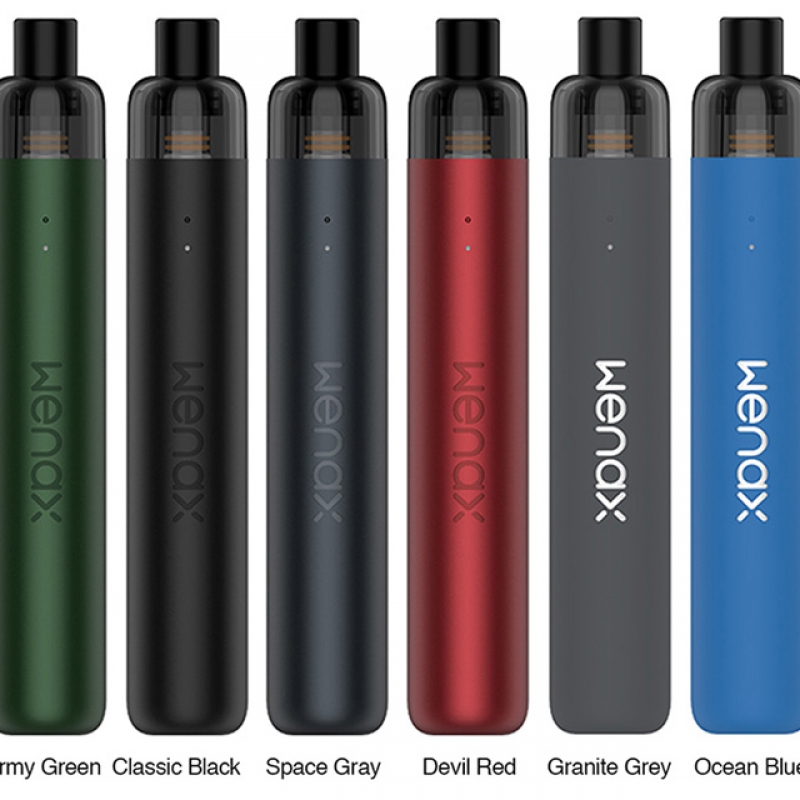 wenax
wenax
wenax
wenax
wenax
wenax
rmy Green
Classic Black
Space Gray
Devil Red
Granite Grey
Ocean Blue